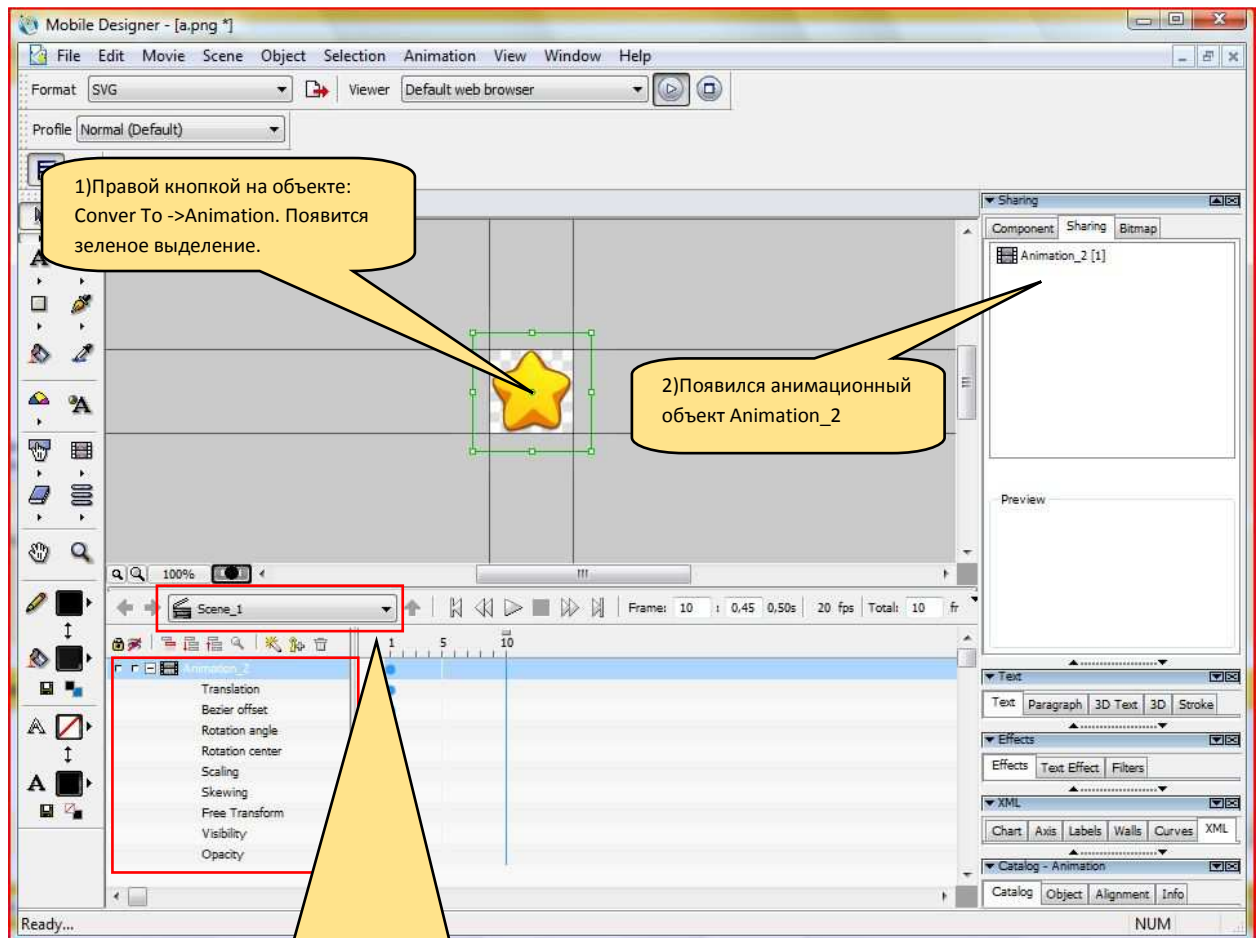 Mobile Designer - [a.png *]
File Edit Movie Scene Object Selection Animation View Window Help
Format SVG Viewer Default web browser
Profile Normal (Default)
1)Правой кнопкой на объекте:
Conver To ->Animation. Появится
зеленое выделение.
Sharing
Component Sharing Bitmap
Animation_2 [1]
2)Появился анимационный
объект Animation_2
Preview
100%
Scene_1 Frame: 10 : 0,45 0,50s 20 fps Total: 10 fr
1 5 10
Animation_2
Translation
Bezier offset
Rotation angle
Rotation center
Scaling
Skewing
Free Transform
Visibility
Opacity
Text
Text Paragraph 3D Text 3D Stroke
Effects
Effects Text Effect Filters
XML
Chart Axis Labels Walls Curves XML
Catalog - Animation
Catalog Object Alignment Info
Ready... NUM